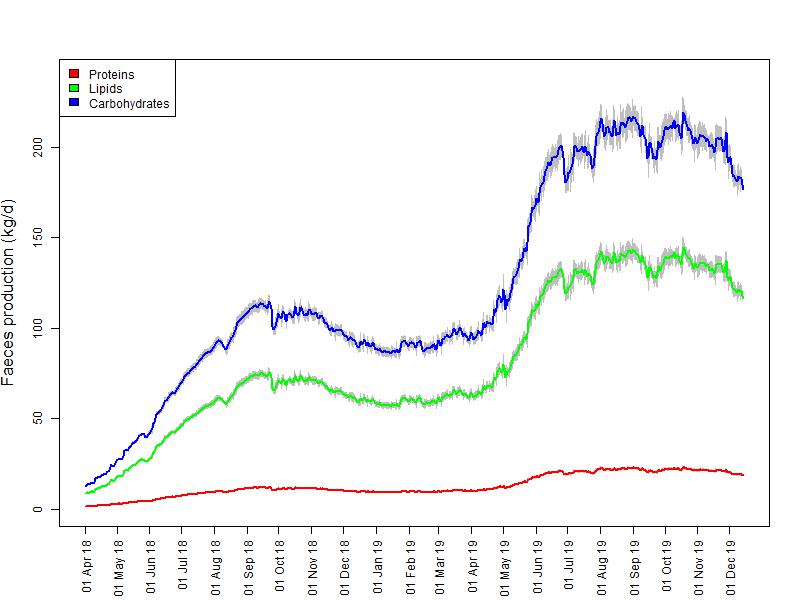 Proteins
Lipids
Carbohydrates
Faeces production (kg/d)
200
150
100
50
0
01 Apr 18
01 May 18
01 Jun 18
01 Jul 18
01 Aug 18
01 Sep 18
01 Oct 18
01 Nov 18
01 Dec 18
01 Jan 19
01 Feb 19
01 Mar 19
01 Apr 19
01 May 19
01 Jun 19
01 Jul 19
01 Aug 19
01 Sep 19
01 Oct 19
01 Nov 19
01 Dec 19